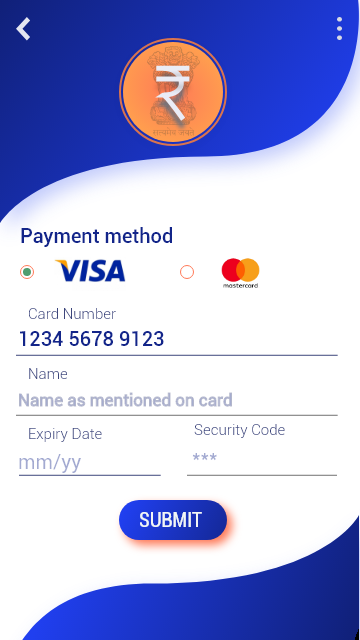 ₹
सत्यमेव जयते
Payment method
VISA
mastercard
Card Number
1234 5678 9123
Name
Name as mentioned on card
Expiry Date
Security Code
mm/yy
***
SUBMIT